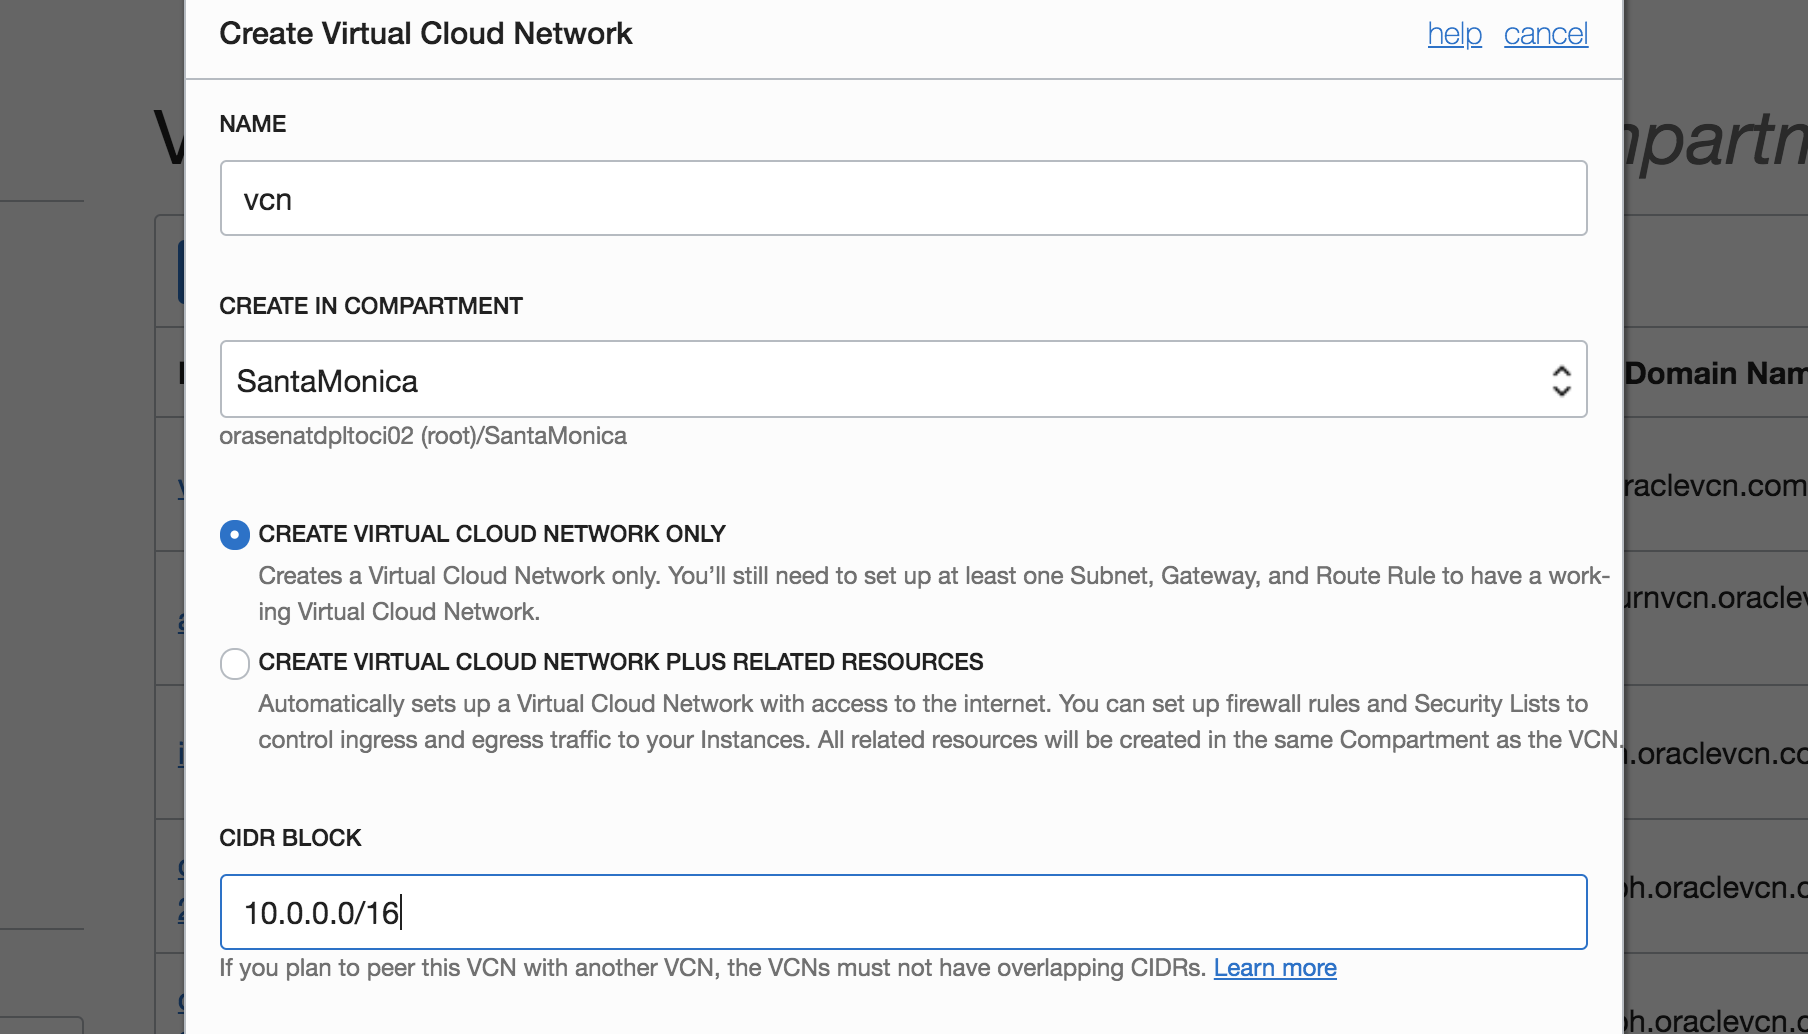 Create Virtual Cloud Network
help cancel
NAME
vcn
CREATE IN COMPARTMENT
SantaMonica
orasenatdpltoci02 (root)/SantaMonica
CREATE VIRTUAL CLOUD NETWORK ONLY
Creates a Virtual Cloud Network only. You’ll still need to set up at least one Subnet, Gateway, and Route Rule to have a work-
ing Virtual Cloud Network.
CREATE VIRTUAL CLOUD NETWORK PLUS RELATED RESOURCES
Automatically sets up a Virtual Cloud Network with access to the internet. You can set up firewall rules and Security Lists to
control ingress and egress traffic to your Instances. All related resources will be created in the same Compartment as the VCN.
CIDR BLOCK
10.0.0.0/16
If you plan to peer this VCN with another VCN, the VCNs must not have overlapping CIDRs. Learn more
Domain Nam
raclevcn.com
urnvcn.oraclev
.oraclevcn.co
h.oraclevcn.c
h.oraclevcn.c